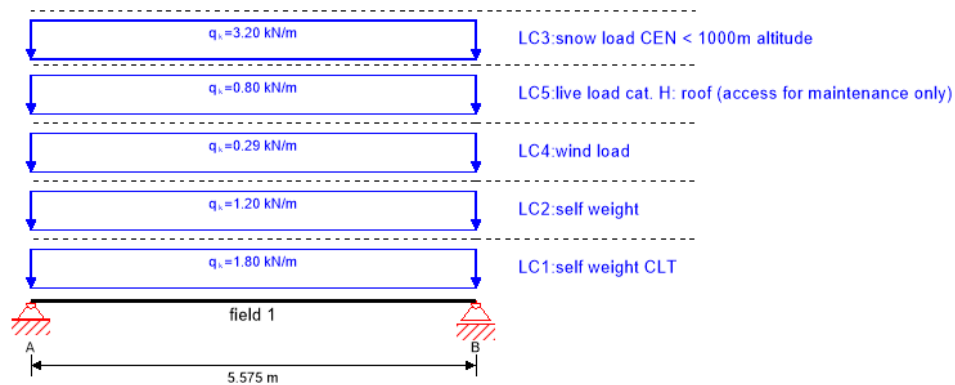 qₖ=3.20 kN/m LC3:snow load CEN < 1000m altitude
qₖ=0.80 kN/m LC5:live load cat. H: roof (access for maintenance only)
qₖ=0.29 kN/m LC4:wind load
qₖ=1.20 kN/m LC2:self weight
qₖ=1.80 kN/m LC1:self weight CLT
field 1
A B
5.575 m